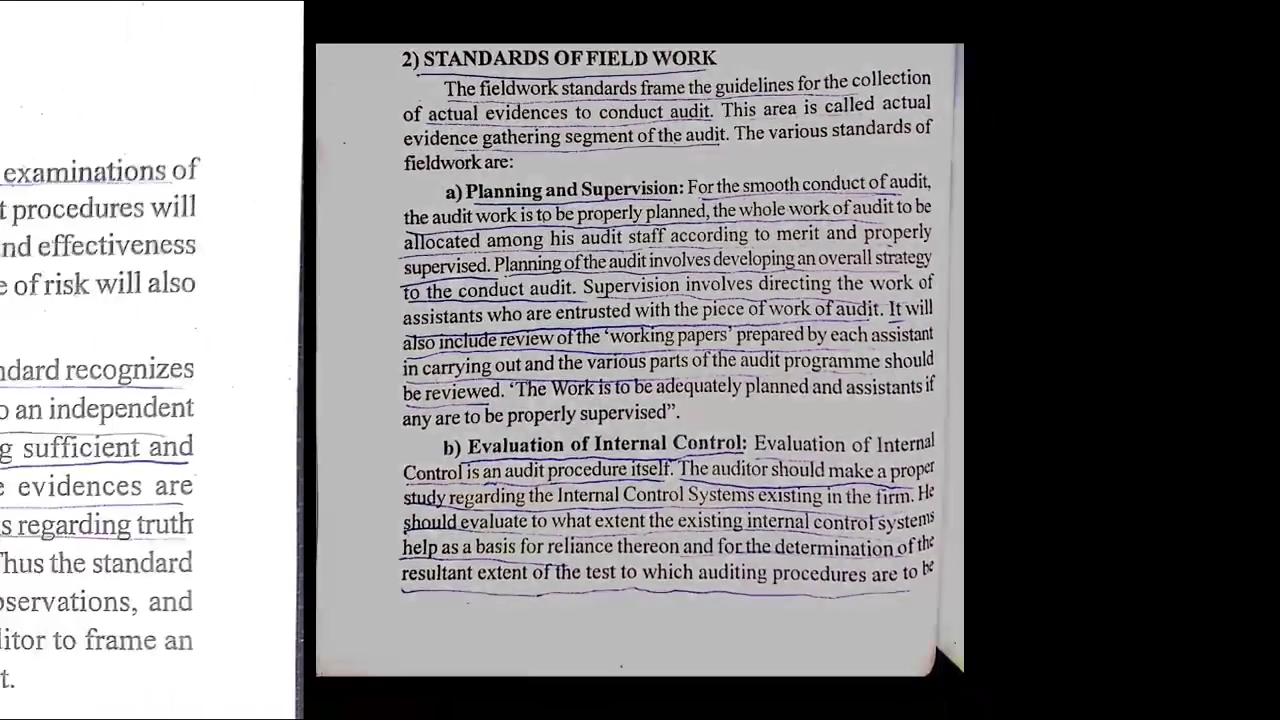 examinations of
procedures will
effectiveness
of risk will also
recognizes
an independent
sufficient and
evidences are
regarding truth
Thus the standard
and
to frame an
2) STANDARDS OF FIELD WORK
The fieldwork standards frame the guidelines for the collection
of actual evidences to conduct audit. This area is called actual
evidence gathering segment of the audit. The various standards of
fieldwork are:
a) Planning and Supervision: For the smooth conduct of audit,
the audit work is to be properly planned, the whole work of audit to be
allocated among his audit staff according to merit and properly
supervised. Planning of the audit involves developing an overall strategy
to the conduct audit. Supervision involves directing the work of
assistants who are entrusted with the piece of work of audit. It will
also include review of the ‘working papers’ prepared by each assistant
in carrying out and the various parts of the audit programme should
be reviewed. ‘The Work is to be adequately planned and assistants if
any are to be properly supervised”.
b) Evaluation of Internal Control: Evaluation of Internal
Control is an audit procedure itself. The auditor should make a proper
study regarding the Internal Control Systems existing in the firm. He
should evaluate to what extent the existing internal control systems
help as a basis for reliance thereon and for the determination of the
resultant extent of the test to which auditing procedures are to be